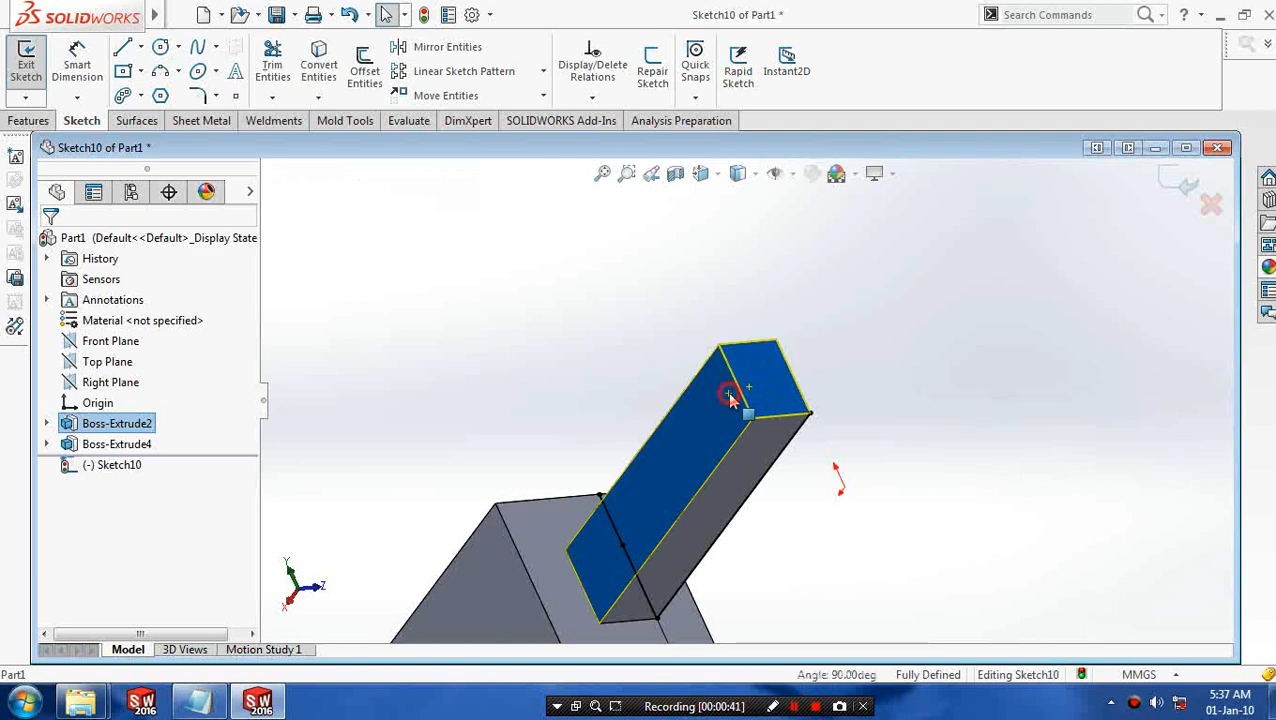 SOLIDWORKS
Sketch10 of Part1 *
Search Commands
?
Exit Sketch
Smart Dimension
Trim Entities
Convert Entities
Offset Entities
Mirror Entities
Linear Sketch Pattern
Move Entities
Display/Delete Relations
Repair Sketch
Quick Snaps
Rapid Sketch
Instant2D
Features
Sketch
Surfaces
Sheet Metal
Weldments
Mold Tools
Evaluate
DimXpert
SOLIDWORKS Add-Ins
Analysis Preparation
Sketch10 of Part1 *
Part1 (Default<<Default>_Display State
History
Sensors
Annotations
Material <not specified>
Front Plane
Top Plane
Right Plane
Origin
Boss-Extrude2
Boss-Extrude4
(-) Sketch10
Y
Z
X
Model
3D Views
Motion Study 1
Part1
Angle: 90.00deg
Fully Defined
Editing Sketch10
MMGS
SW 2016
SW 2016
Recording [00:00:41]
5:37 AM
01-Jan-10